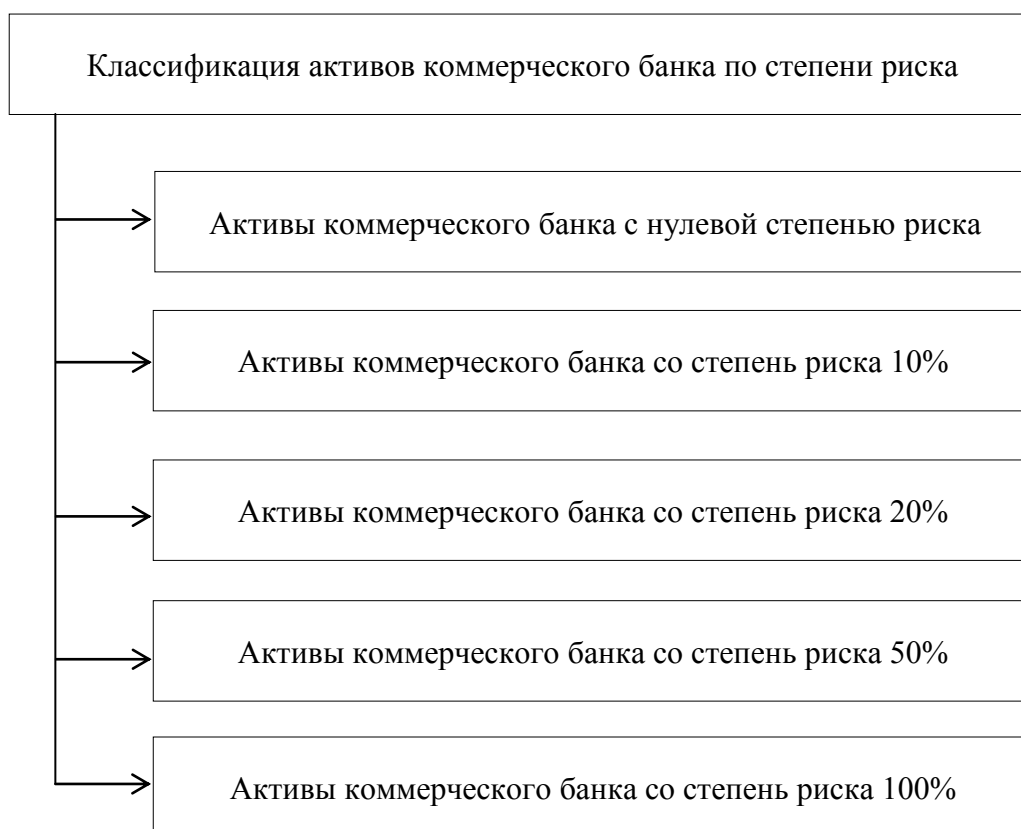 Классификация активов коммерческого банка по степени риска
Активы коммерческого банка с нулевой степенью риска
Активы коммерческого банка со степень риска 10%
Активы коммерческого банка со степень риска 20%
Активы коммерческого банка со степень риска 50%
Активы коммерческого банка со степень риска 100%